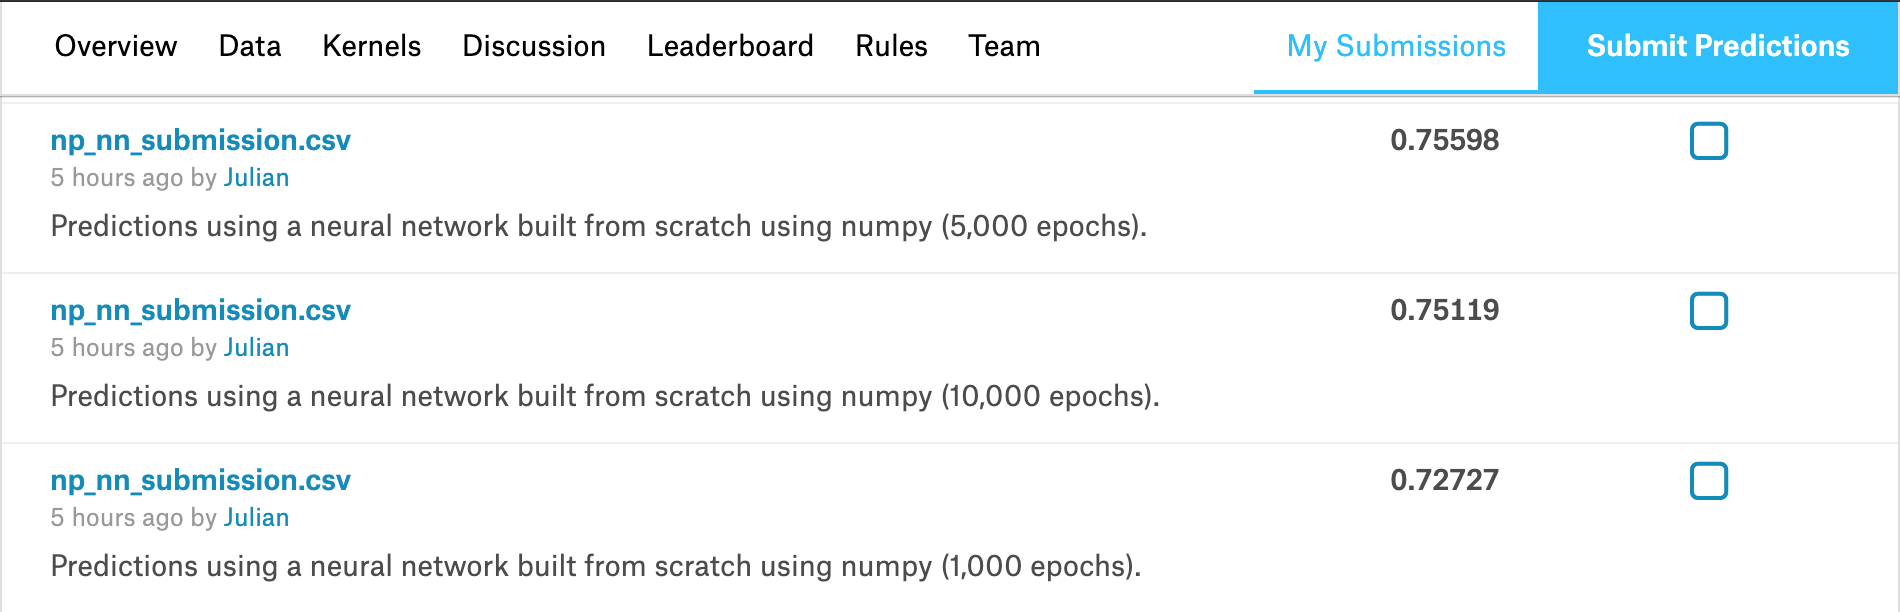 Overview Data Kernels Discussion Leaderboard Rules Team My Submissions Submit Predictions
np_nn_submission.csv 0.75598
5 hours ago by Julian
Predictions using a neural network built from scratch using numpy (5,000 epochs).
np_nn_submission.csv 0.75119
5 hours ago by Julian
Predictions using a neural network built from scratch using numpy (10,000 epochs).
np_nn_submission.csv 0.72727
5 hours ago by Julian
Predictions using a neural network built from scratch using numpy (1,000 epochs).